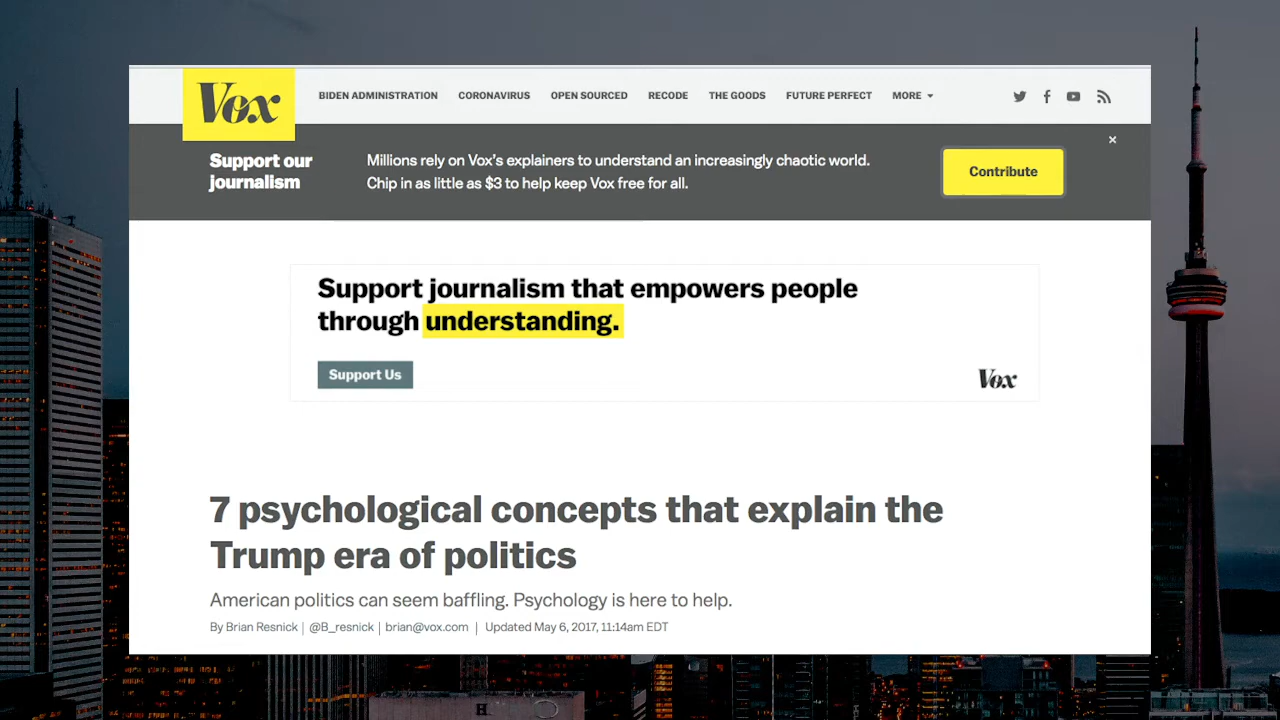 Vox
BIDEN ADMINISTRATION CORONAVIRUS OPEN SOURCED RECODE THE GOODS FUTURE PERFECT MORE
Support our
journalism
Millions rely on Vox's explainers to understand an increasingly chaotic world.
Chip in as little as $3 to help keep Vox free for all.
Contribute
×
Support journalism that empowers people
through understanding.
Support Us
Vox
7 psychological concepts that explain the
Trump era of politics
American politics can seem baffling. Psychology is here to help.
By Brian Resnick | @B_resnick | brian@vox.com | Updated May 6, 2017, 11:14am EDT
H